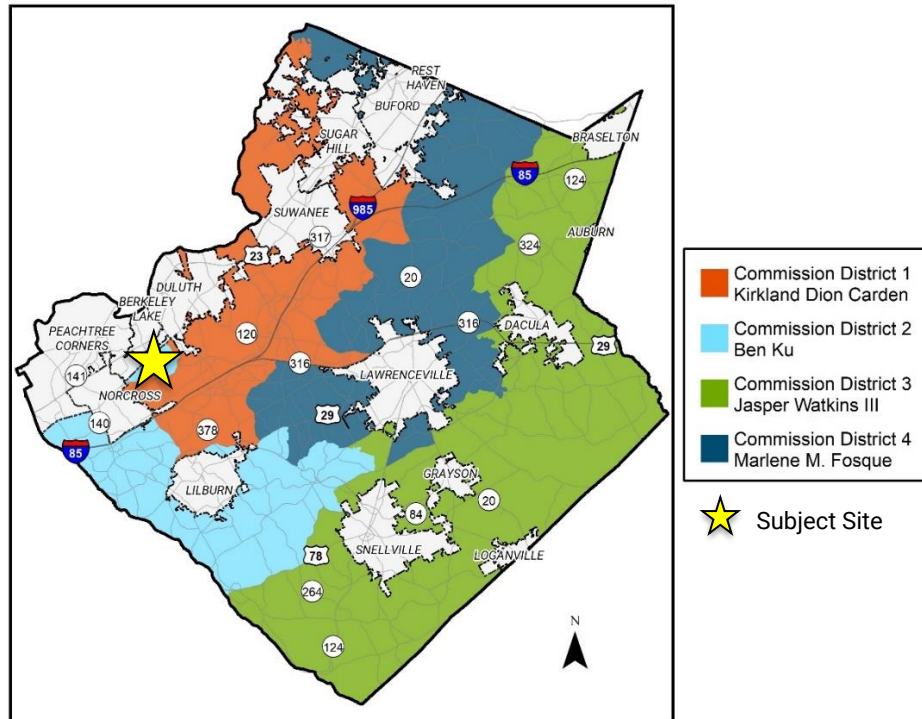 REST
HAVEN
BUFORD
SUGAR
HILL
BRASELTON
85
124
985
SUWANEE
317
AUBURN
324
23
20
DULUTH
BERKELEY
LAKE
PEACHTREE
CORNERS
120
316
DACULA
29
141
316
LAWRENCEVILLE
NORCROSS
29
140
378
85
LILBURN
GRAYSON
20
84
SNELLVILLE
LOGANVILLE
78
264
124
N
Commission District 1
Kirkland Dion Carden
Commission District 2
Ben Ku
Commission District 3
Jasper Watkins III
Commission District 4
Marlene M. Fosque
Subject Site